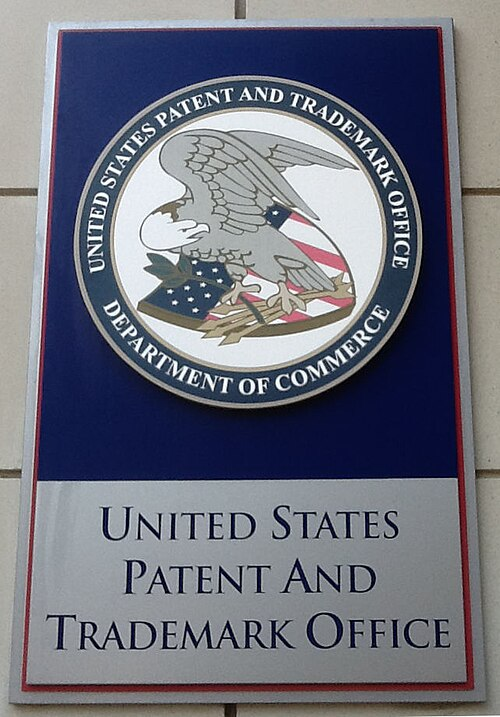 UNITED STATES PATENT AND TRADEMARK OFFICE
DEPARTMENT OF COMMERCE
UNITED STATES
PATENT AND
TRADEMARK OFFICE